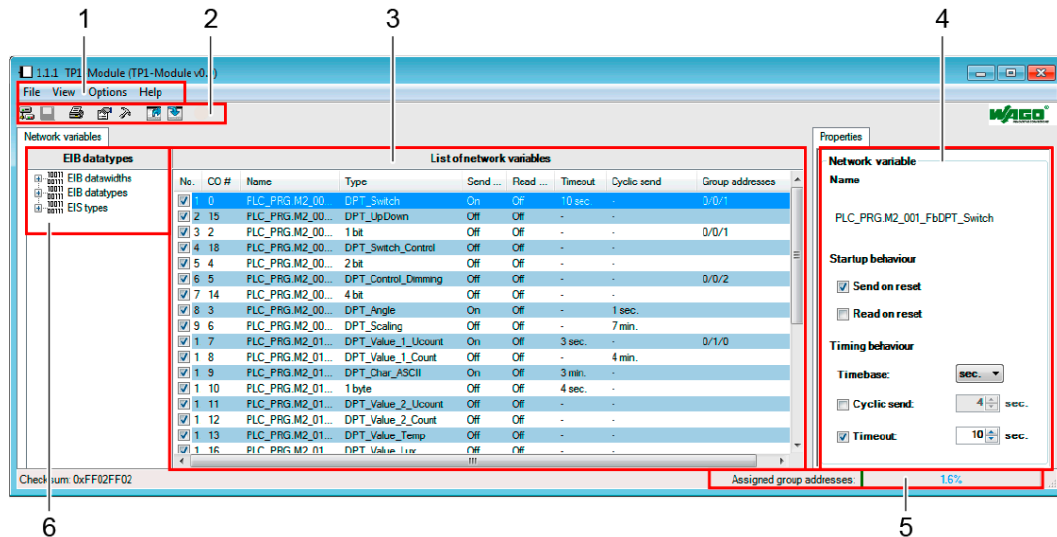 1 2 3 4
1.1.1 TP1-Module (TP1-Module v0. )
File View Options Help
WAGO
Network variables Properties
EIB datatypes List of network variables Network variable
EIB datawidths
EIB datatypes
EIS types
No. CO # Name Type Send ... Read ... Timeout Cyclic send Group addresses
1 0 PLC_PRG.M2_00... DPT_Switch On Off 10 sec. - 0/0/1
2 15 PLC_PRG.M2_00... DPT_UpDown Off Off - -
3 2 PLC_PRG.M2_00... 1 bit Off Off - - 0/0/1
4 18 PLC_PRG.M2_00... DPT_Switch_Control Off Off - -
5 4 PLC_PRG.M2_00... 2 bit Off Off - -
6 5 PLC_PRG.M2_00... DPT_Control_Dimming Off Off - - 0/0/2
7 14 PLC_PRG.M2_00... 4 bit Off Off - -
8 3 PLC_PRG.M2_00... DPT_Angle On Off - 1 sec.
9 6 PLC_PRG.M2_00... DPT_Scaling Off Off - 7 min.
1 7 PLC_PRG.M2_01... DPT_Value_1_Ucount On Off 3 sec. - 0/1/0
1 8 PLC_PRG.M2_01... DPT_Value_1_Count Off Off - 4 min.
1 9 PLC_PRG.M2_01... DPT_Char_ASCII On Off 3 min. -
1 10 PLC_PRG.M2_01... 1 byte Off Off 4 sec. -
1 11 PLC_PRG.M2_01... DPT_Value_2_Ucount Off Off - -
1 12 PLC_PRG.M2_01... DPT_Value_2_Count Off Off - -
1 13 PLC_PRG.M2_01... DPT_Value_Temp Off Off - -
1 16 PLC_PRG.M2_01... DPT_Value_Lux Off Off - -
Name
PLC_PRG.M2_001_FbDPT_Switch
Startup behaviour
Send on reset
Read on reset
Timing behaviour
Timebase: sec.
Cyclic send: 4 sec.
Timeout: 10 sec.
Checksum: 0xFF02FF02 Assigned group addresses: 1.6%
6 5